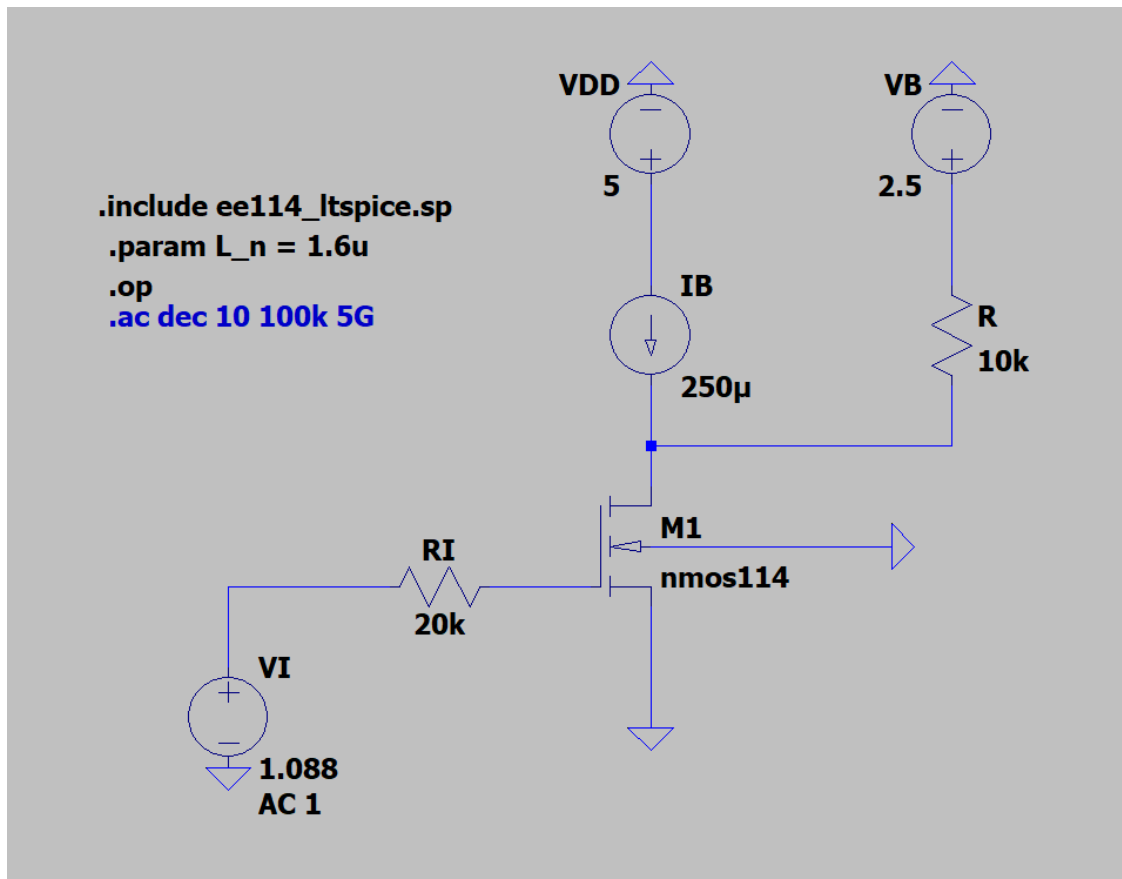 VDD
VB
5
2.5
.include ee114_ltspice.sp
.param L_n = 1.6u
.op
.ac dec 10 100k 5G
IB
250µ
R
10k
M1
nmos114
RI
20k
VI
1.088
AC 1